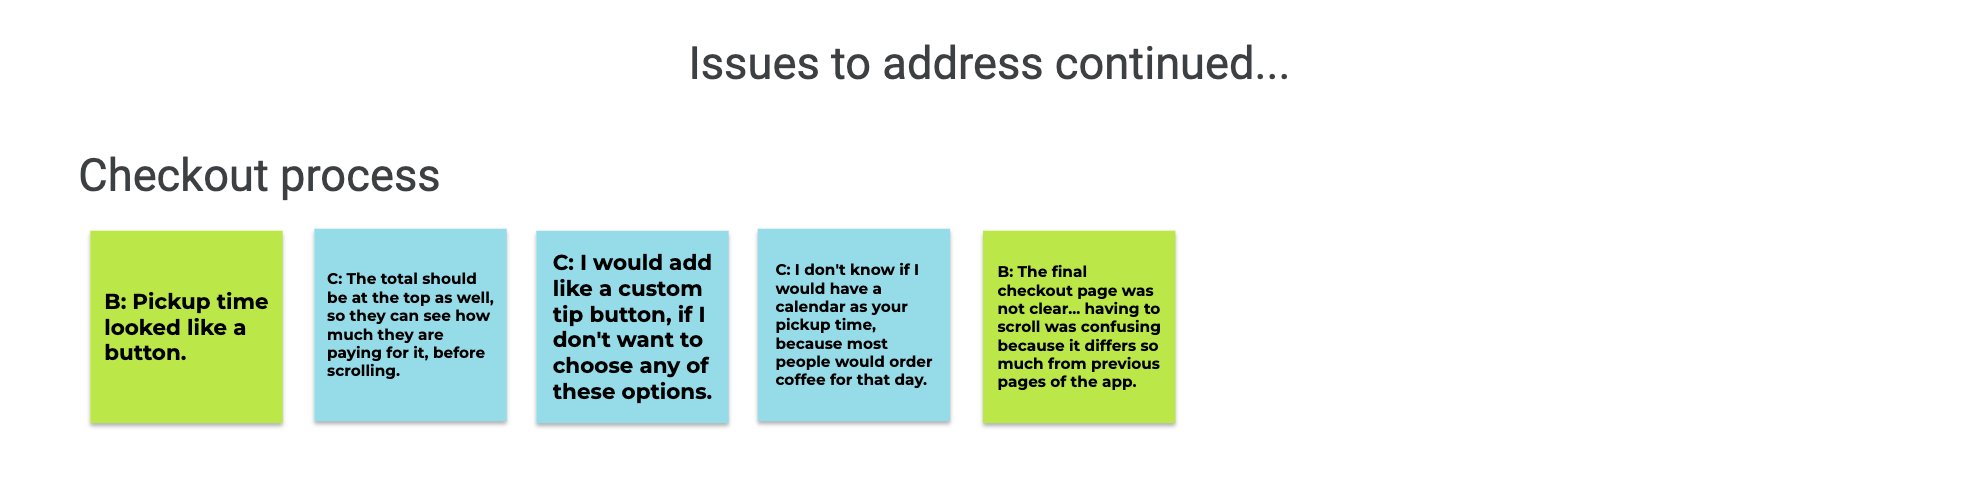 Issues to address continued...
Checkout process
B: Pickup time
looked like a
button.
C: The total should
be at the top as well,
so they can see how
much they are
paying for it, before
scrolling.
C: I would add
like a custom
tip button, if I
don't want to
choose any of
these options.
C: I don't know if I
would have a
calendar as your
pickup time,
because most
people would order
coffee for that day.
B: The final
checkout page was
not clear... having to
scroll was confusing
because it differs so
much from previous
pages of the app.